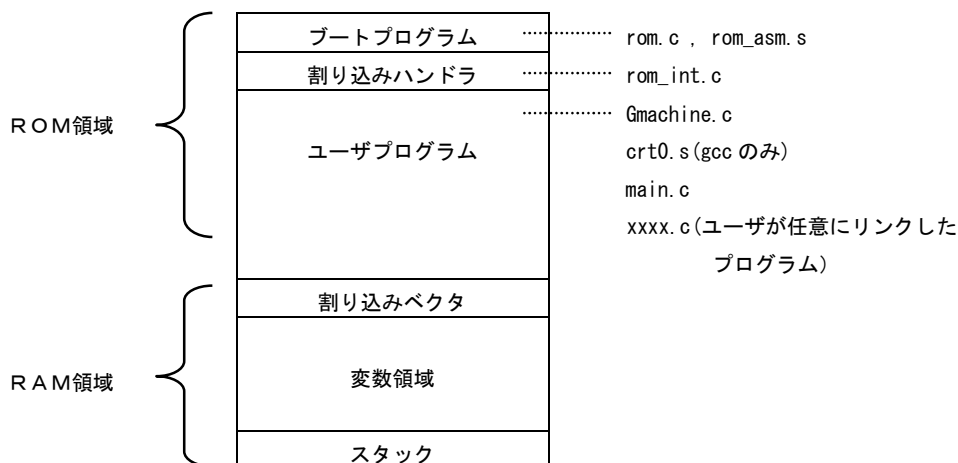 ブートプログラム ……………… rom.c , rom_asm.s
割り込みハンドラ ……………… rom_int.c
……………… Gmachine.c
ROM領域
ユーザプログラム
crt0.s(gcc のみ)
main.c
xxxx.c(ユーザが任意にリンクした
プログラム)
割り込みベクタ
RAM領域
変数領域
スタック